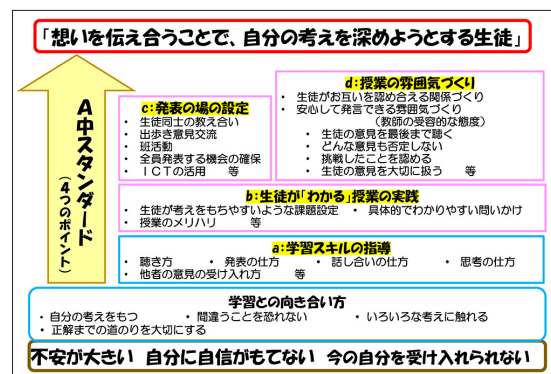 「想いを伝え合うことで、自分の考えを深めようとする生徒」
A中スタンダード
（4つのポイント）
c:発表の場の設定
・ 生徒同士の教え合い
・ 出歩き意見交流
・ 班活動
・ 全員発表する機会の確保
・ ＩＣＴの活用　等
d:授業の雰囲気づくり
・ 生徒がお互いを認め合える関係づくり
・ 安心して発言できる雰囲気づくり
（教師の受容的な態度）
・ 生徒の意見を最後まで聴く
・ どんな意見も否定しない
・ 挑戦したことを認める
・ 生徒の意見を大切に扱う　等
b:生徒が「わかる」授業の実践
・ 生徒が考えをもちやすいような課題設定　・ 具体的でわかりやすい問いかけ
・ 授業のメリハリ　等
a:学習スキルの指導
・ 聴き方　・ 発表の仕方　・ 話し合いの仕方　・ 思考の仕方
・ 他者の意見の受け入れ方　等
学習との向き合い方
・ 自分の考えをもつ　・ 間違うことを恐れない　・ いろいろな考えに触れる
・ 正解までの道のりを大切にする
不安が大きい 自分に自信がもてない 今の自分を受け入れられない